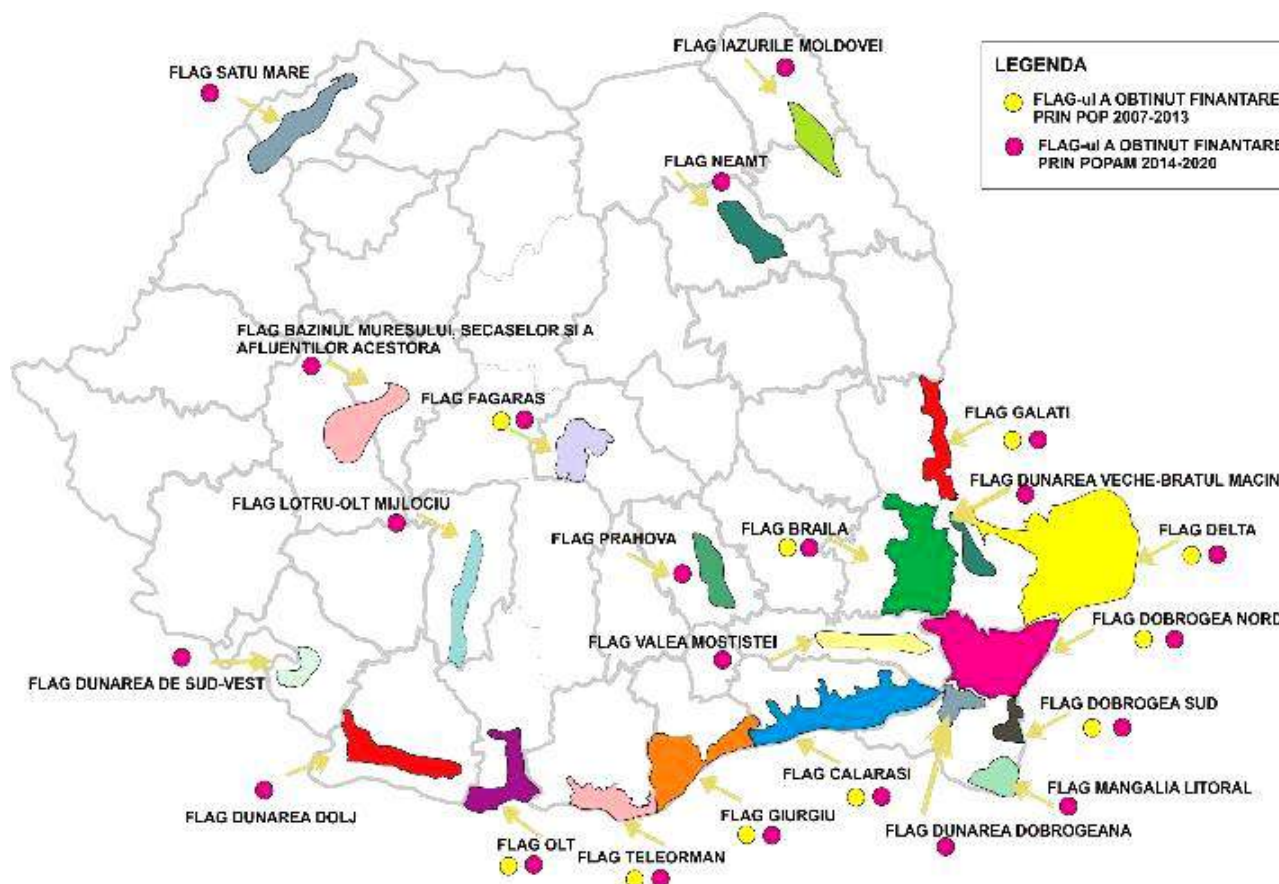 FLAG IAZURILE MOLDOVEI
FLAG SATU MARE
LEGENDA
FLAG-ul A OBTINUT FINANTARE
PRIN POP 2007-2013
FLAG-ul A OBTINUT FINANTARE
PRIN POPAM 2014-2020
FLAG NEAMT
FLAG BAZINUL MURESULUI, SECASELOR ȘI A
AFLUENTILOR ACESTORA
FLAG FAGARAS
FLAG GALATI
FLAG DUNAREA VECHE-BRATUL MACIN
FLAG LOTRU-OLT MIJLOCIU
FLAG BRAILA
FLAG DELTA
FLAG PRAHOVA
FLAG DOBROGEA NORD
FLAG VALEA MOSTISTEI
FLAG DUNAREA DE SUD-VEST
FLAG DOBROGEA SUD
FLAG CALARASI
FLAG MANGALIA LITORAL
FLAG DUNAREA DOLJ
FLAG GIURGIU
FLAG DUNAREA DOBROGEANA
FLAG OLT
FLAG TELEORMAN